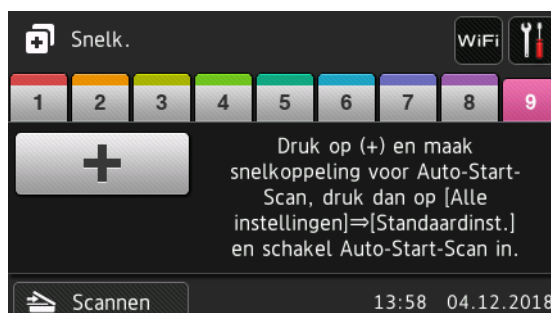 Snelk.
WiFi
1 2 3 4 5 6 7 8 9
Druk op (+) en maak
snelkoppeling voor Auto-Start-
Scan, druk dan op [Alle
instellingen]⇒[Standaardinst.]
en schakel Auto-Start-Scan in.
Scannen
13:58 04.12.2018